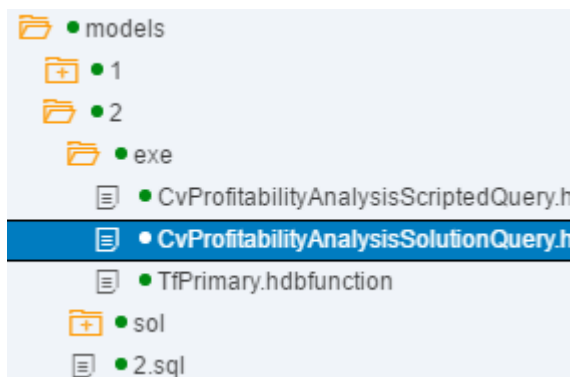 models
1
2
exe
CvProfitabilityAnalysisScriptedQuery.h
CvProfitabilityAnalysisSolutionQuery.h
TfPrimary.hdbfunction
sol
2.sql